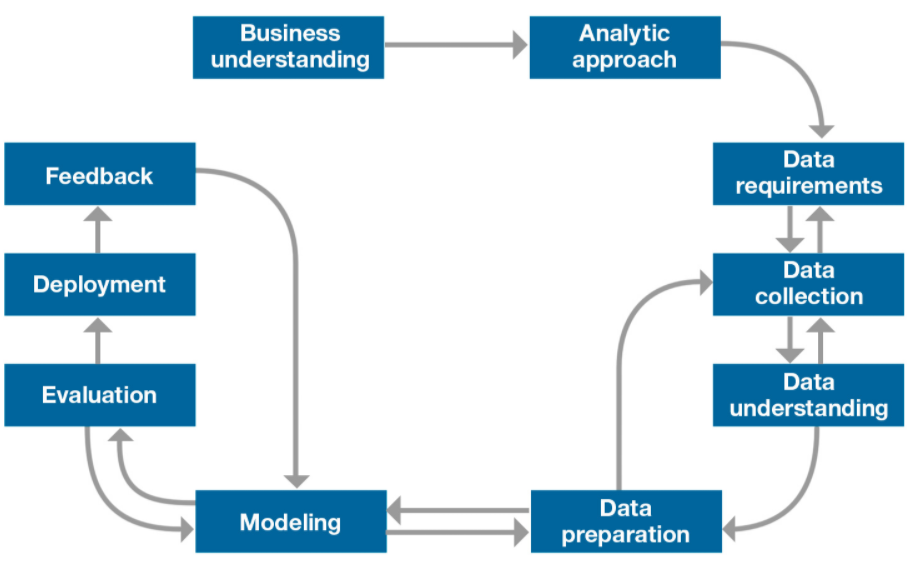 Business
understanding
Analytic
approach
Data
requirements
Data
collection
Data
understanding
Data
preparation
Modeling
Evaluation
Deployment
Feedback